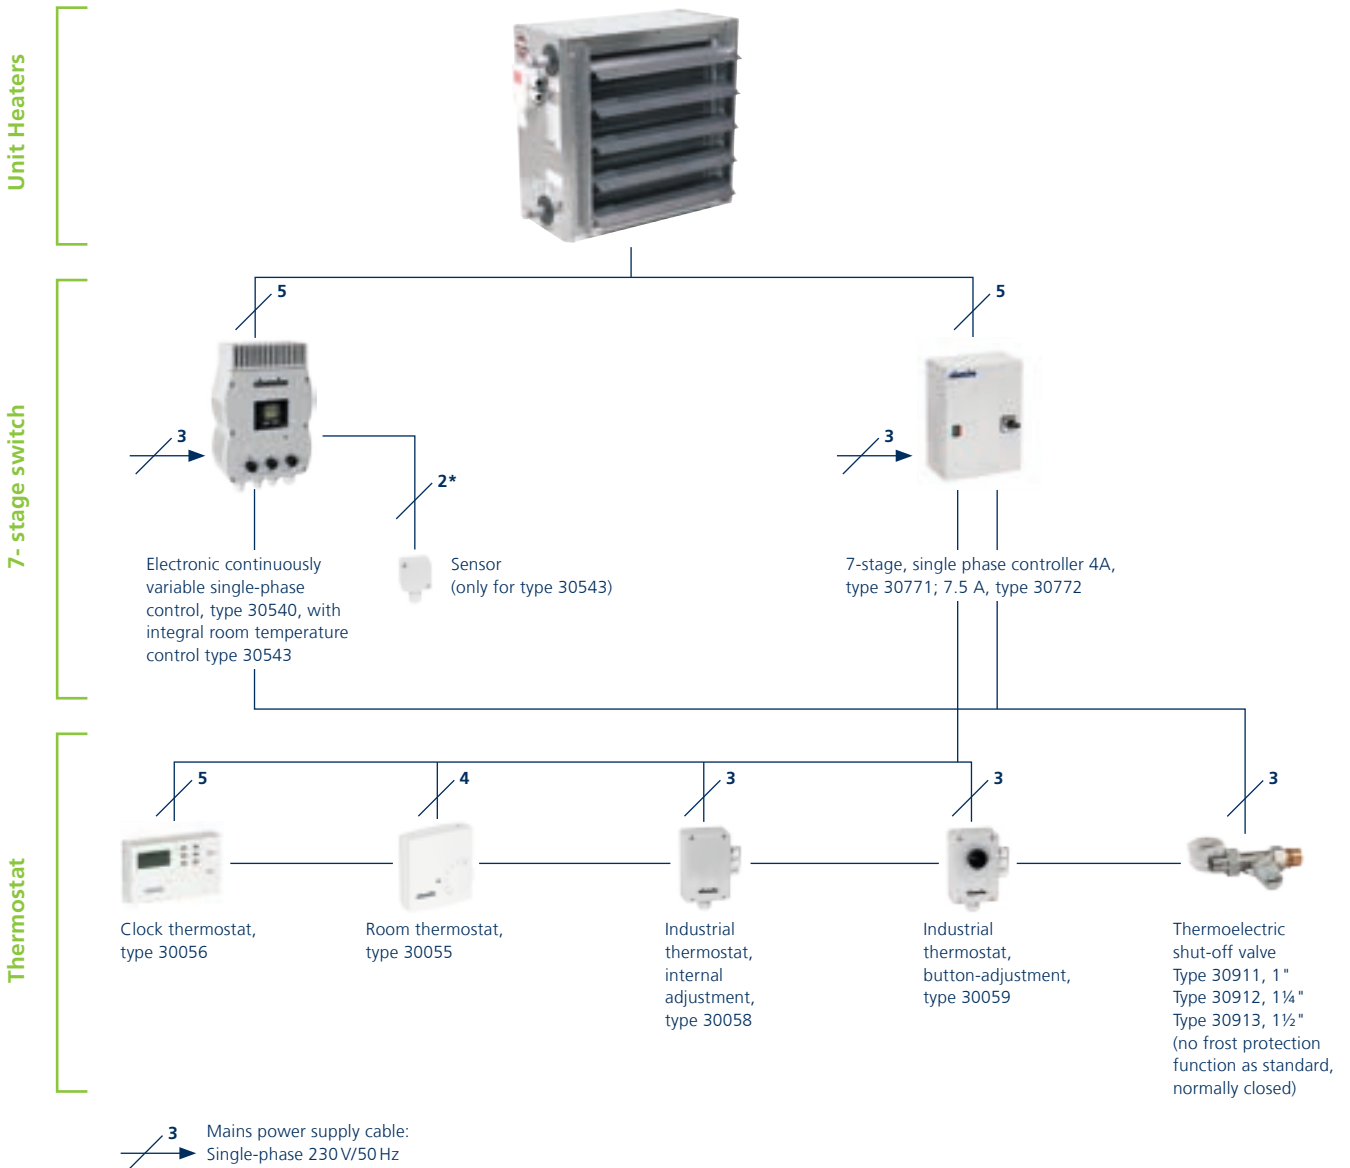 Unit Heaters
5
5
7- stage switch
3
3
2*
Electronic continuously
variable single-phase
control, type 30540, with
integral room temperature
control type 30543
Sensor
(only for type 30543)
7-stage, single phase controller 4A,
type 30771; 7.5 A, type 30772
Thermostat
5
4
3
3
3
Clock thermostat,
type 30056
Room thermostat,
type 30055
Industrial
thermostat,
internal
adjustment,
type 30058
Industrial
thermostat,
button-adjustment,
type 30059
Thermoelectric
shut-off valve
Type 30911, 1"
Type 30912, 1¼"
Type 30913, 1½"
(no frost protection
function as standard,
normally closed)
3
Mains power supply cable:
Single-phase 230 V/50 Hz